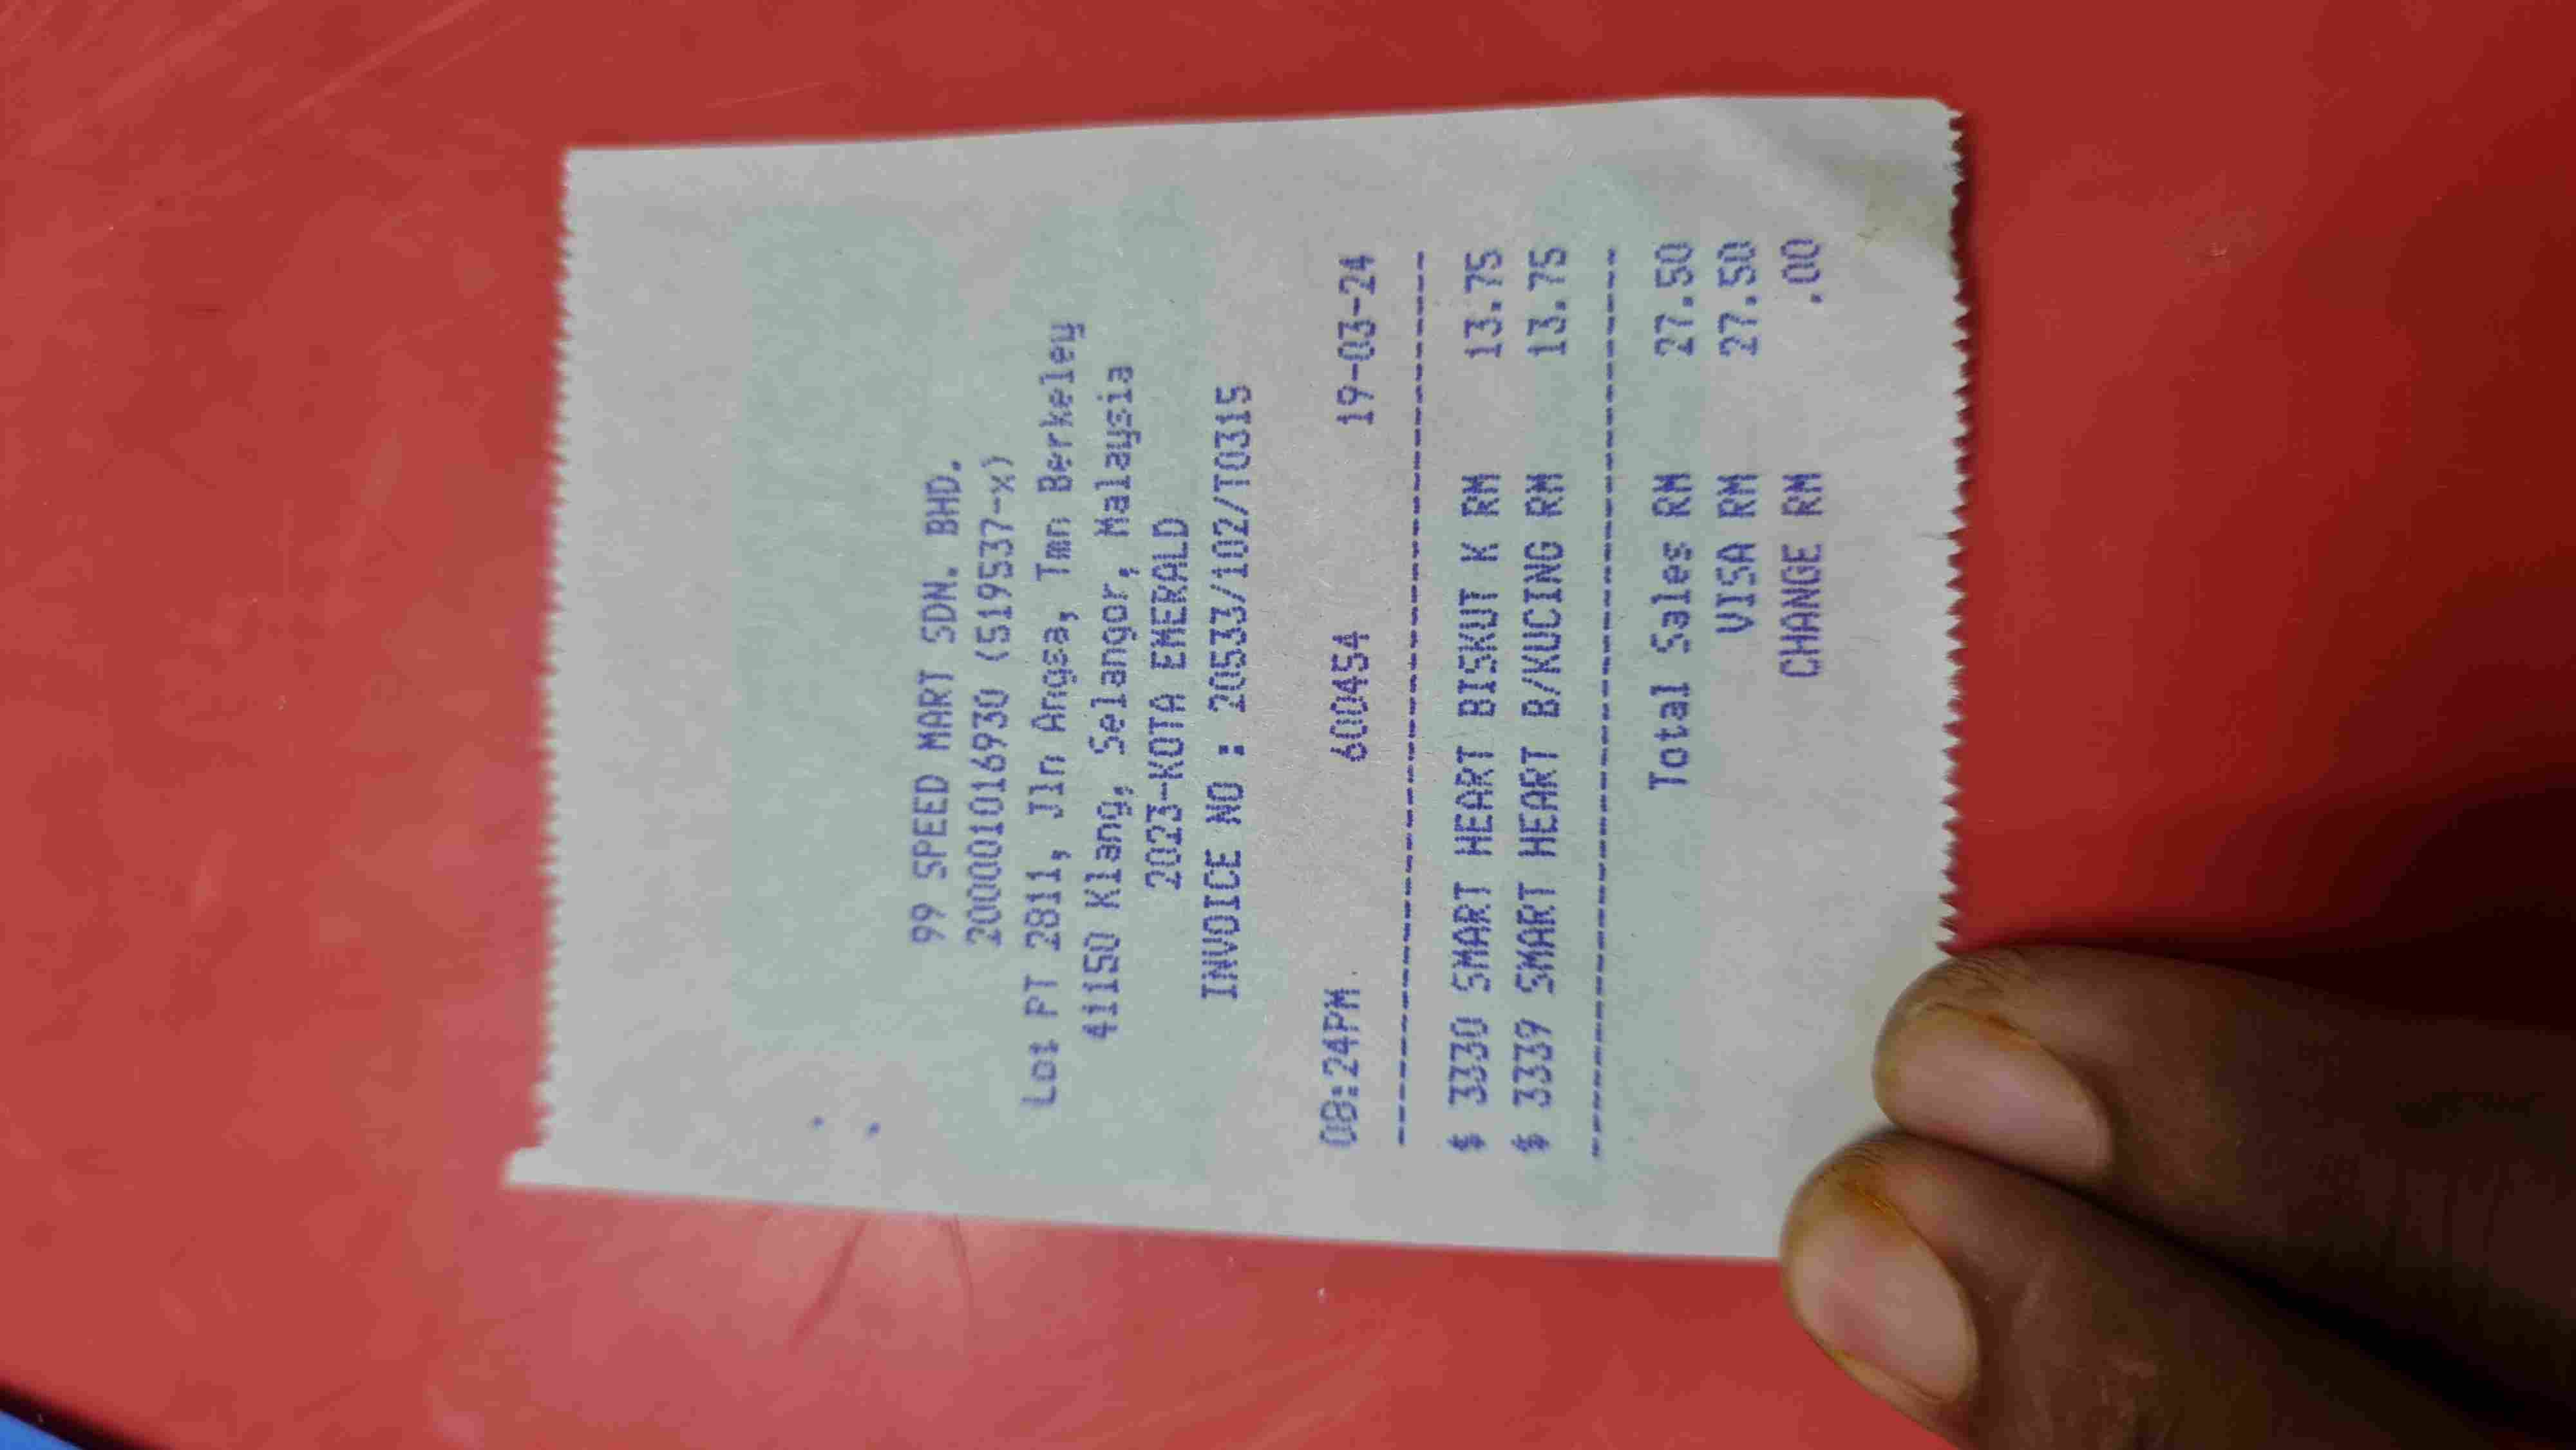 99 SPEED MART SDN. BHD.
200001016930 (519537-X)
Lot PT 2811, Jln Angsa, Tmn Berkeley
41150 Klang, Selangor, Malaysia
2023-KOTA EMERALD
INVOICE NO : 20533/102/T0315
08:24PM 600454 19-03-24
$ 3330 SMART HEART BISKUT K RM 13.75
$ 3339 SMART HEART B/KUCING RM 13.75
Total Sales RM 27.50
VISA RM 27.50
CHANGE RM .00